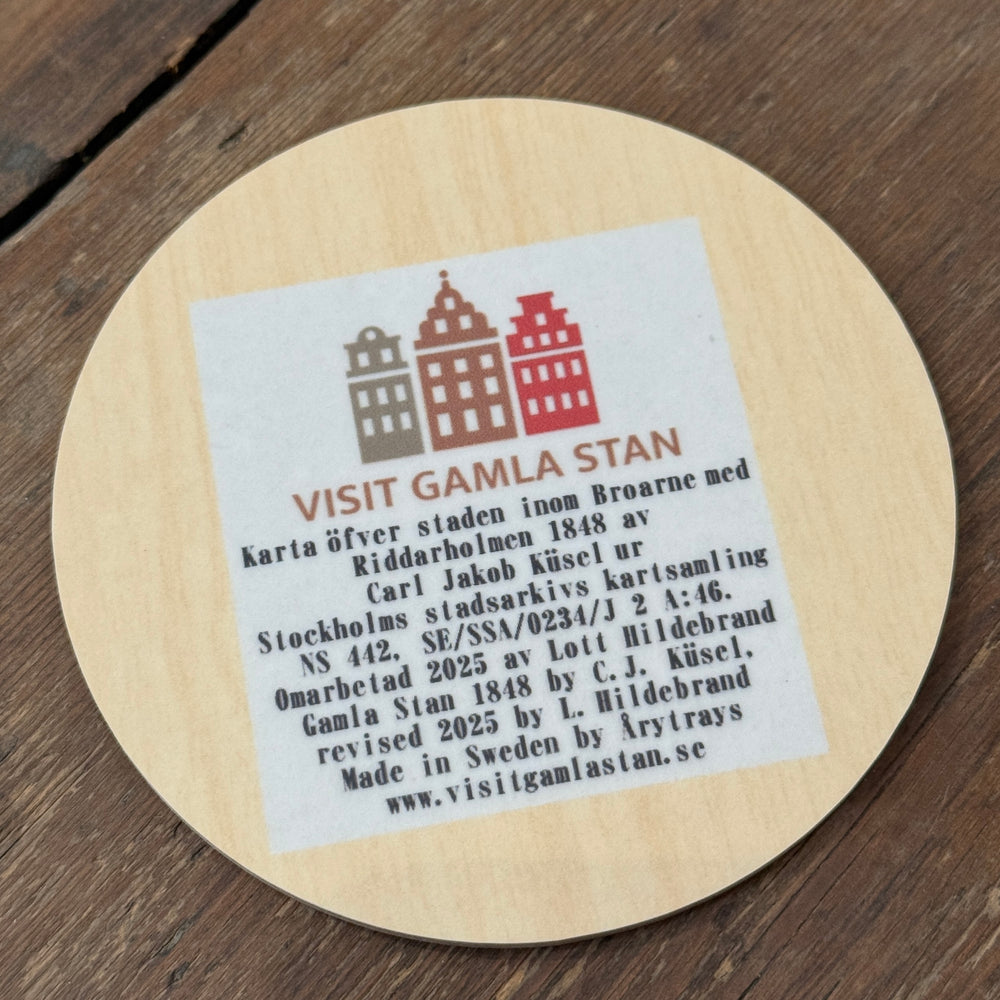 VISIT GAMLA STAN
Karta öfver staden inom Broarne med
Riddarholmen 1848 av
Carl Jakob Küsel ur
Stockholms stadsarkivs kartsamling
NS 442, SE/SSA/0234/J 2 A:46.
Omarbetad 2025 av Lott Hildebrand
Gamla Stan 1848 by C.J. Küsel,
revised 2025 by L. Hildebrand
Made in Sweden by Årytrays
www.visitgamlastan.se